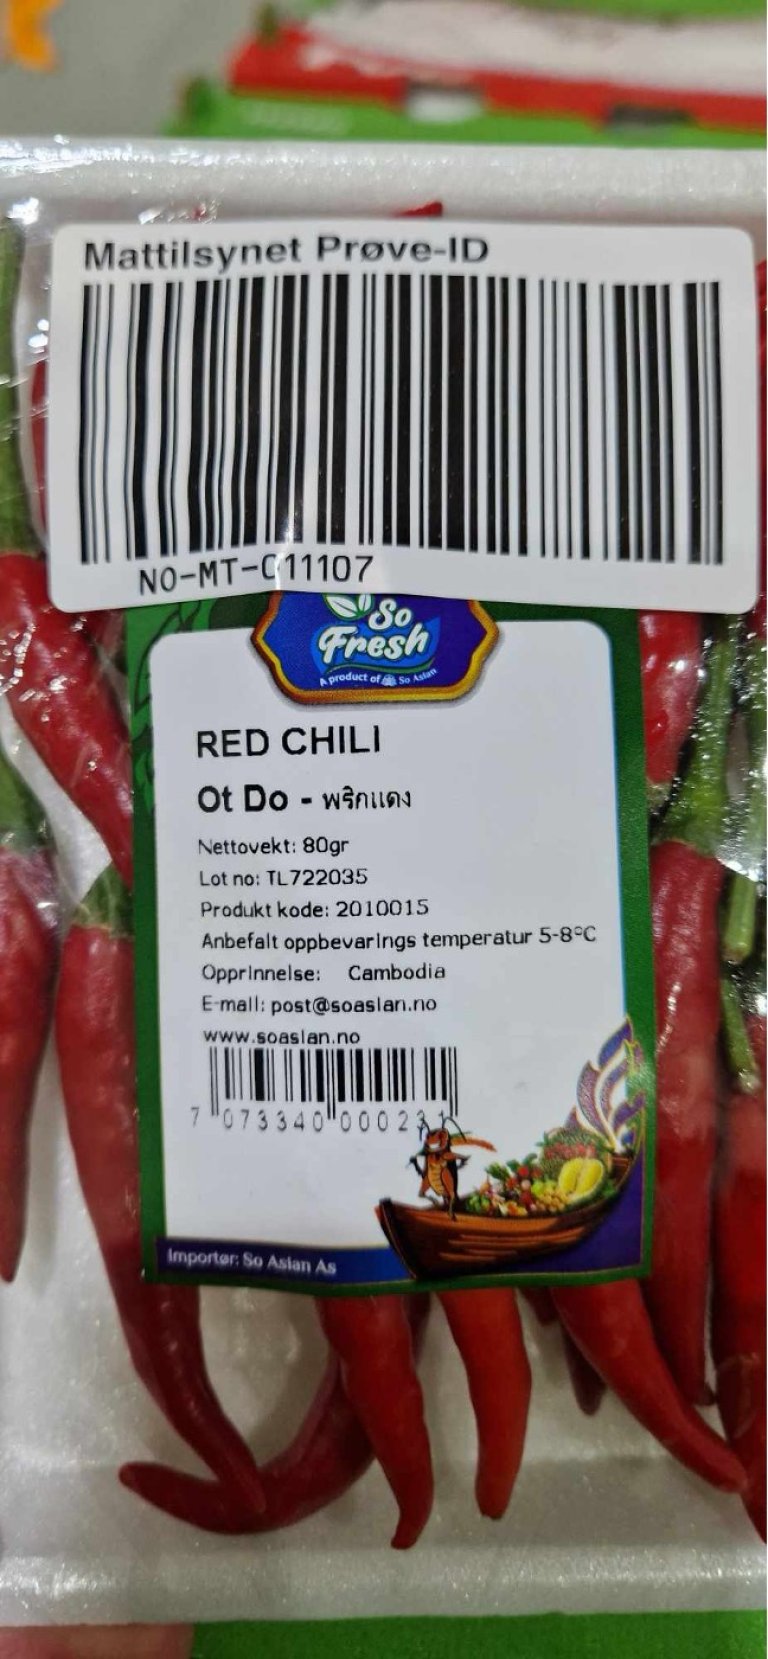 Mattilsynet Prøve-ID
NO-MT-011107
So
Fresh
A product of So Asian
RED CHILI
Ot Do - พริกแดง
Nettovekt: 80gr
Lot no: TL722035
Produkt kode: 2010015
Anbefalt oppbevarings temperatur 5-8°C
Opprinnelse: Cambodia
E-mail: post@soasian.no
www.soasian.no
7 073340 000231
Importør: So Asian As